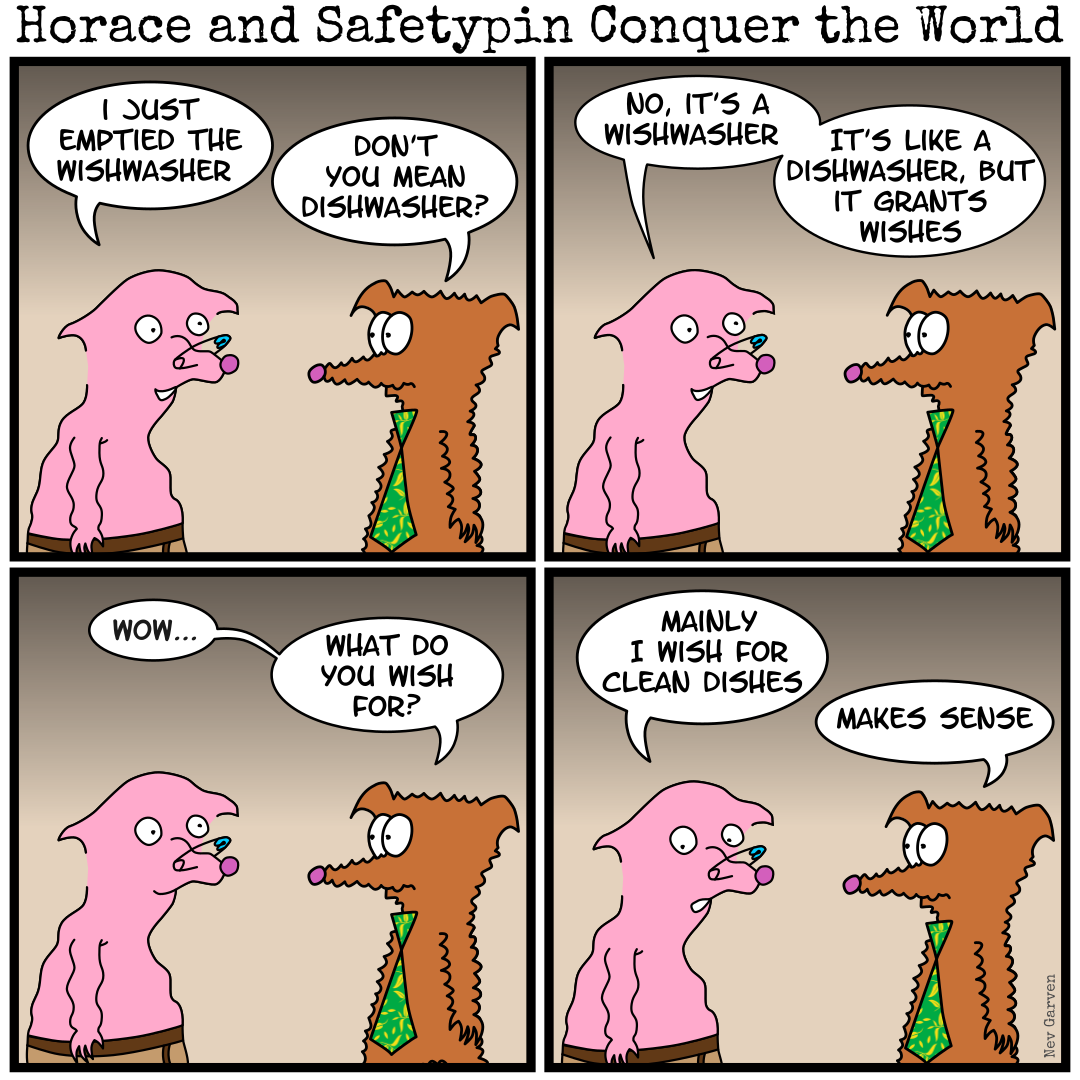 Horace and Safetypin Conquer the World
I JUST
EMPTIED THE
WISHWASHER
DON'T
YOU MEAN
DISHWASHER?
NO, IT'S A
WISHWASHER
IT'S LIKE A
DISHWASHER, BUT
IT GRANTS
WISHES
WOW...
WHAT DO
YOU WISH
FOR?
MAINLY
I WISH FOR
CLEAN DISHES
MAKES SENSE
Nev Garven